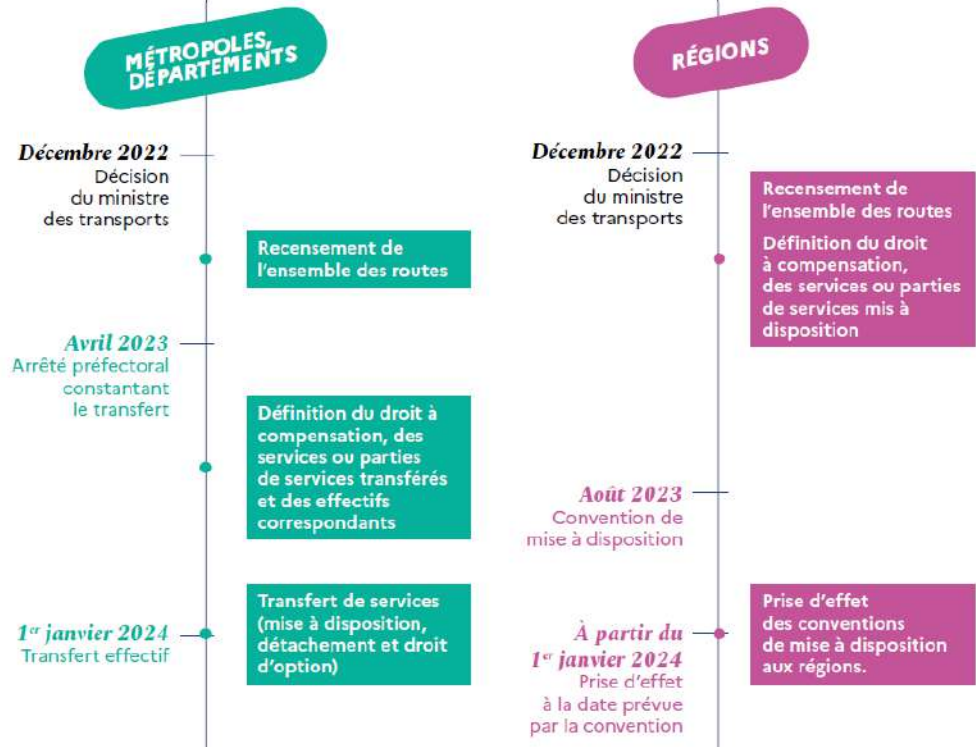 MÉTROPOLES,
DÉPARTEMENTS
Décembre 2022
Décision
du ministre
des transports
Recensement de
l'ensemble des routes
Avril 2023
Arrêté préfectoral
constantant
le transfert
Définition du droit à
compensation, des
services ou parties
de services transférés
et des effectifs
correspondants
1er janvier 2024
Transfert effectif
Transfert de services
(mise à disposition,
détachement et droit
d'option)
RÉGIONS
Décembre 2022
Décision
du ministre
des transports
Recensement de
l'ensemble des routes
Définition du droit
à compensation,
des services ou parties
de services mis à
disposition
Août 2023
Convention de
mise à disposition
À partir du
1er janvier 2024
Prise d'effet
à la date prévue
par la convention
Prise d'effet
des conventions
de mise à disposition
aux régions.